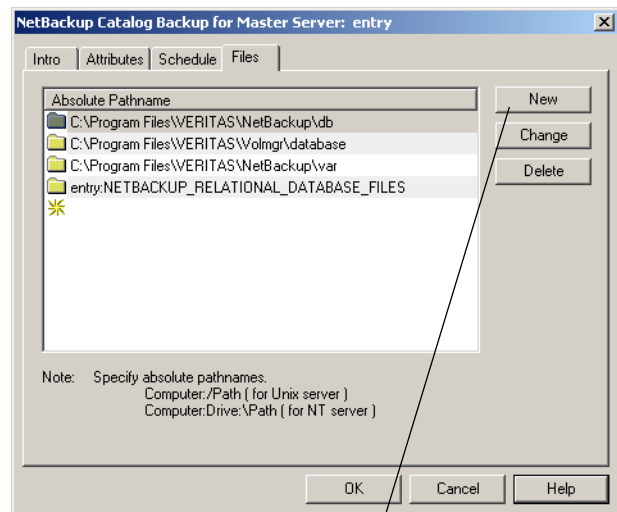 NetBackup Catalog Backup for Master Server: entry
Intro Attributes Schedule Files
Absolute Pathname
C:\Program Files\VERITAS\NetBackup\db
C:\Program Files\VERITAS\Volmgr\database
C:\Program Files\VERITAS\NetBackup\var
entry:NETBACKUP_RELATIONAL_DATABASE_FILES
New
Change
Delete
Note: Specify absolute pathnames.
Computer:/Path ( for Unix server )
Computer:Drive:\Path ( for NT server )
OK Cancel Help